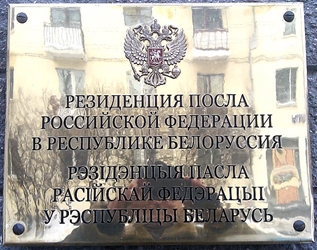 РЕЗИДЕНЦИЯ ПОСЛА
РОССИЙСКОЙ ФЕДЕРАЦИИ
В РЕСПУБЛИКЕ БЕЛОРУССИЯ
РЭЗІДЭНЦЫЯ ПАСЛА
РАСІЙСКАЙ ФЕДЭРАЦЫІ
У РЭСПУБЛІЦЫ БЕЛАРУСЬ